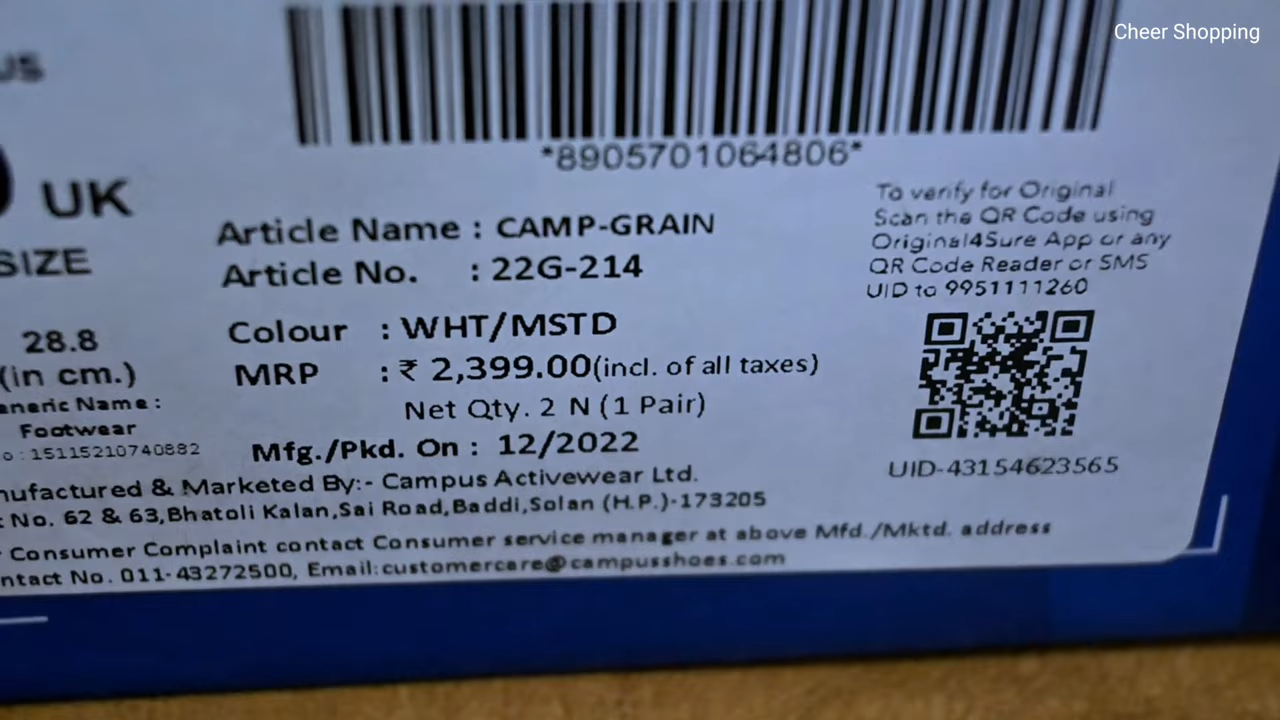 Cheer Shopping
US
*8905701064806*
UK
SIZE
28.8
(in cm.)
Footwear
15115210740882
Article Name : CAMP-GRAIN
Article No. : 22G-214
Colour : WHT/MSTD
MRP : ₹ 2,399.00(incl. of all taxes)
Net Qty. 2 N (1 Pair)
Mfg./Pkd. On : 12/2022
To verify for Original
Scan the QR Code using
Original4Sure App or any
QR Code Reader or SMS
UID to 9951111260
UID-43154623565
& Marketed By:- Campus Activewear Ltd.
No. 62 & 63,Bhatoli Kalan,Sai Road,Baddi,Solan (H.P.)-173205
Consumer Complaint contact Consumer service manager at above Mfd./Mktd. address
No. 011-43272500, Email:customercare@campusshoes.com